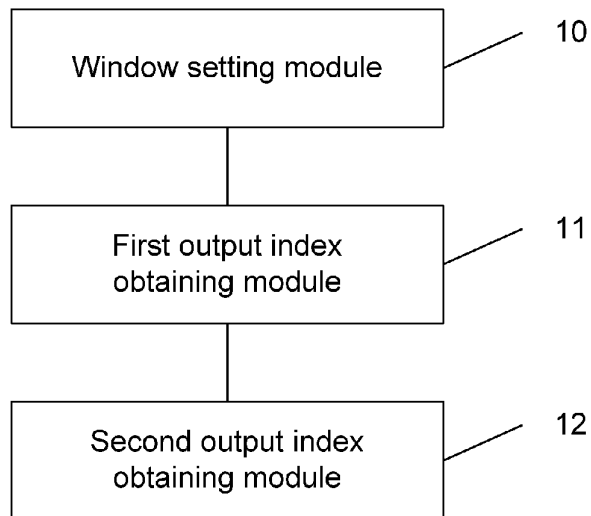 Window setting module
10
First output index
obtaining module
11
Second output index
obtaining module
12